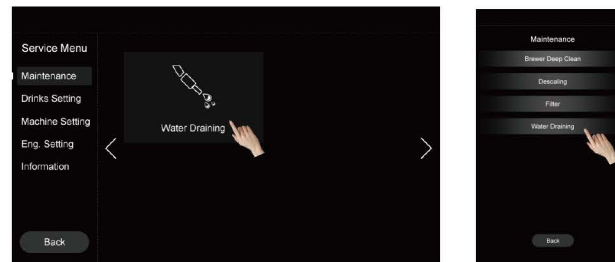 Service Menu
Maintenance
Drinks Setting
Machine Setting
Eng. Setting
Information
Back
Water Draining
Maintenance
Brewer Deep Clean
Descaling
Filter
Water Draining
Back